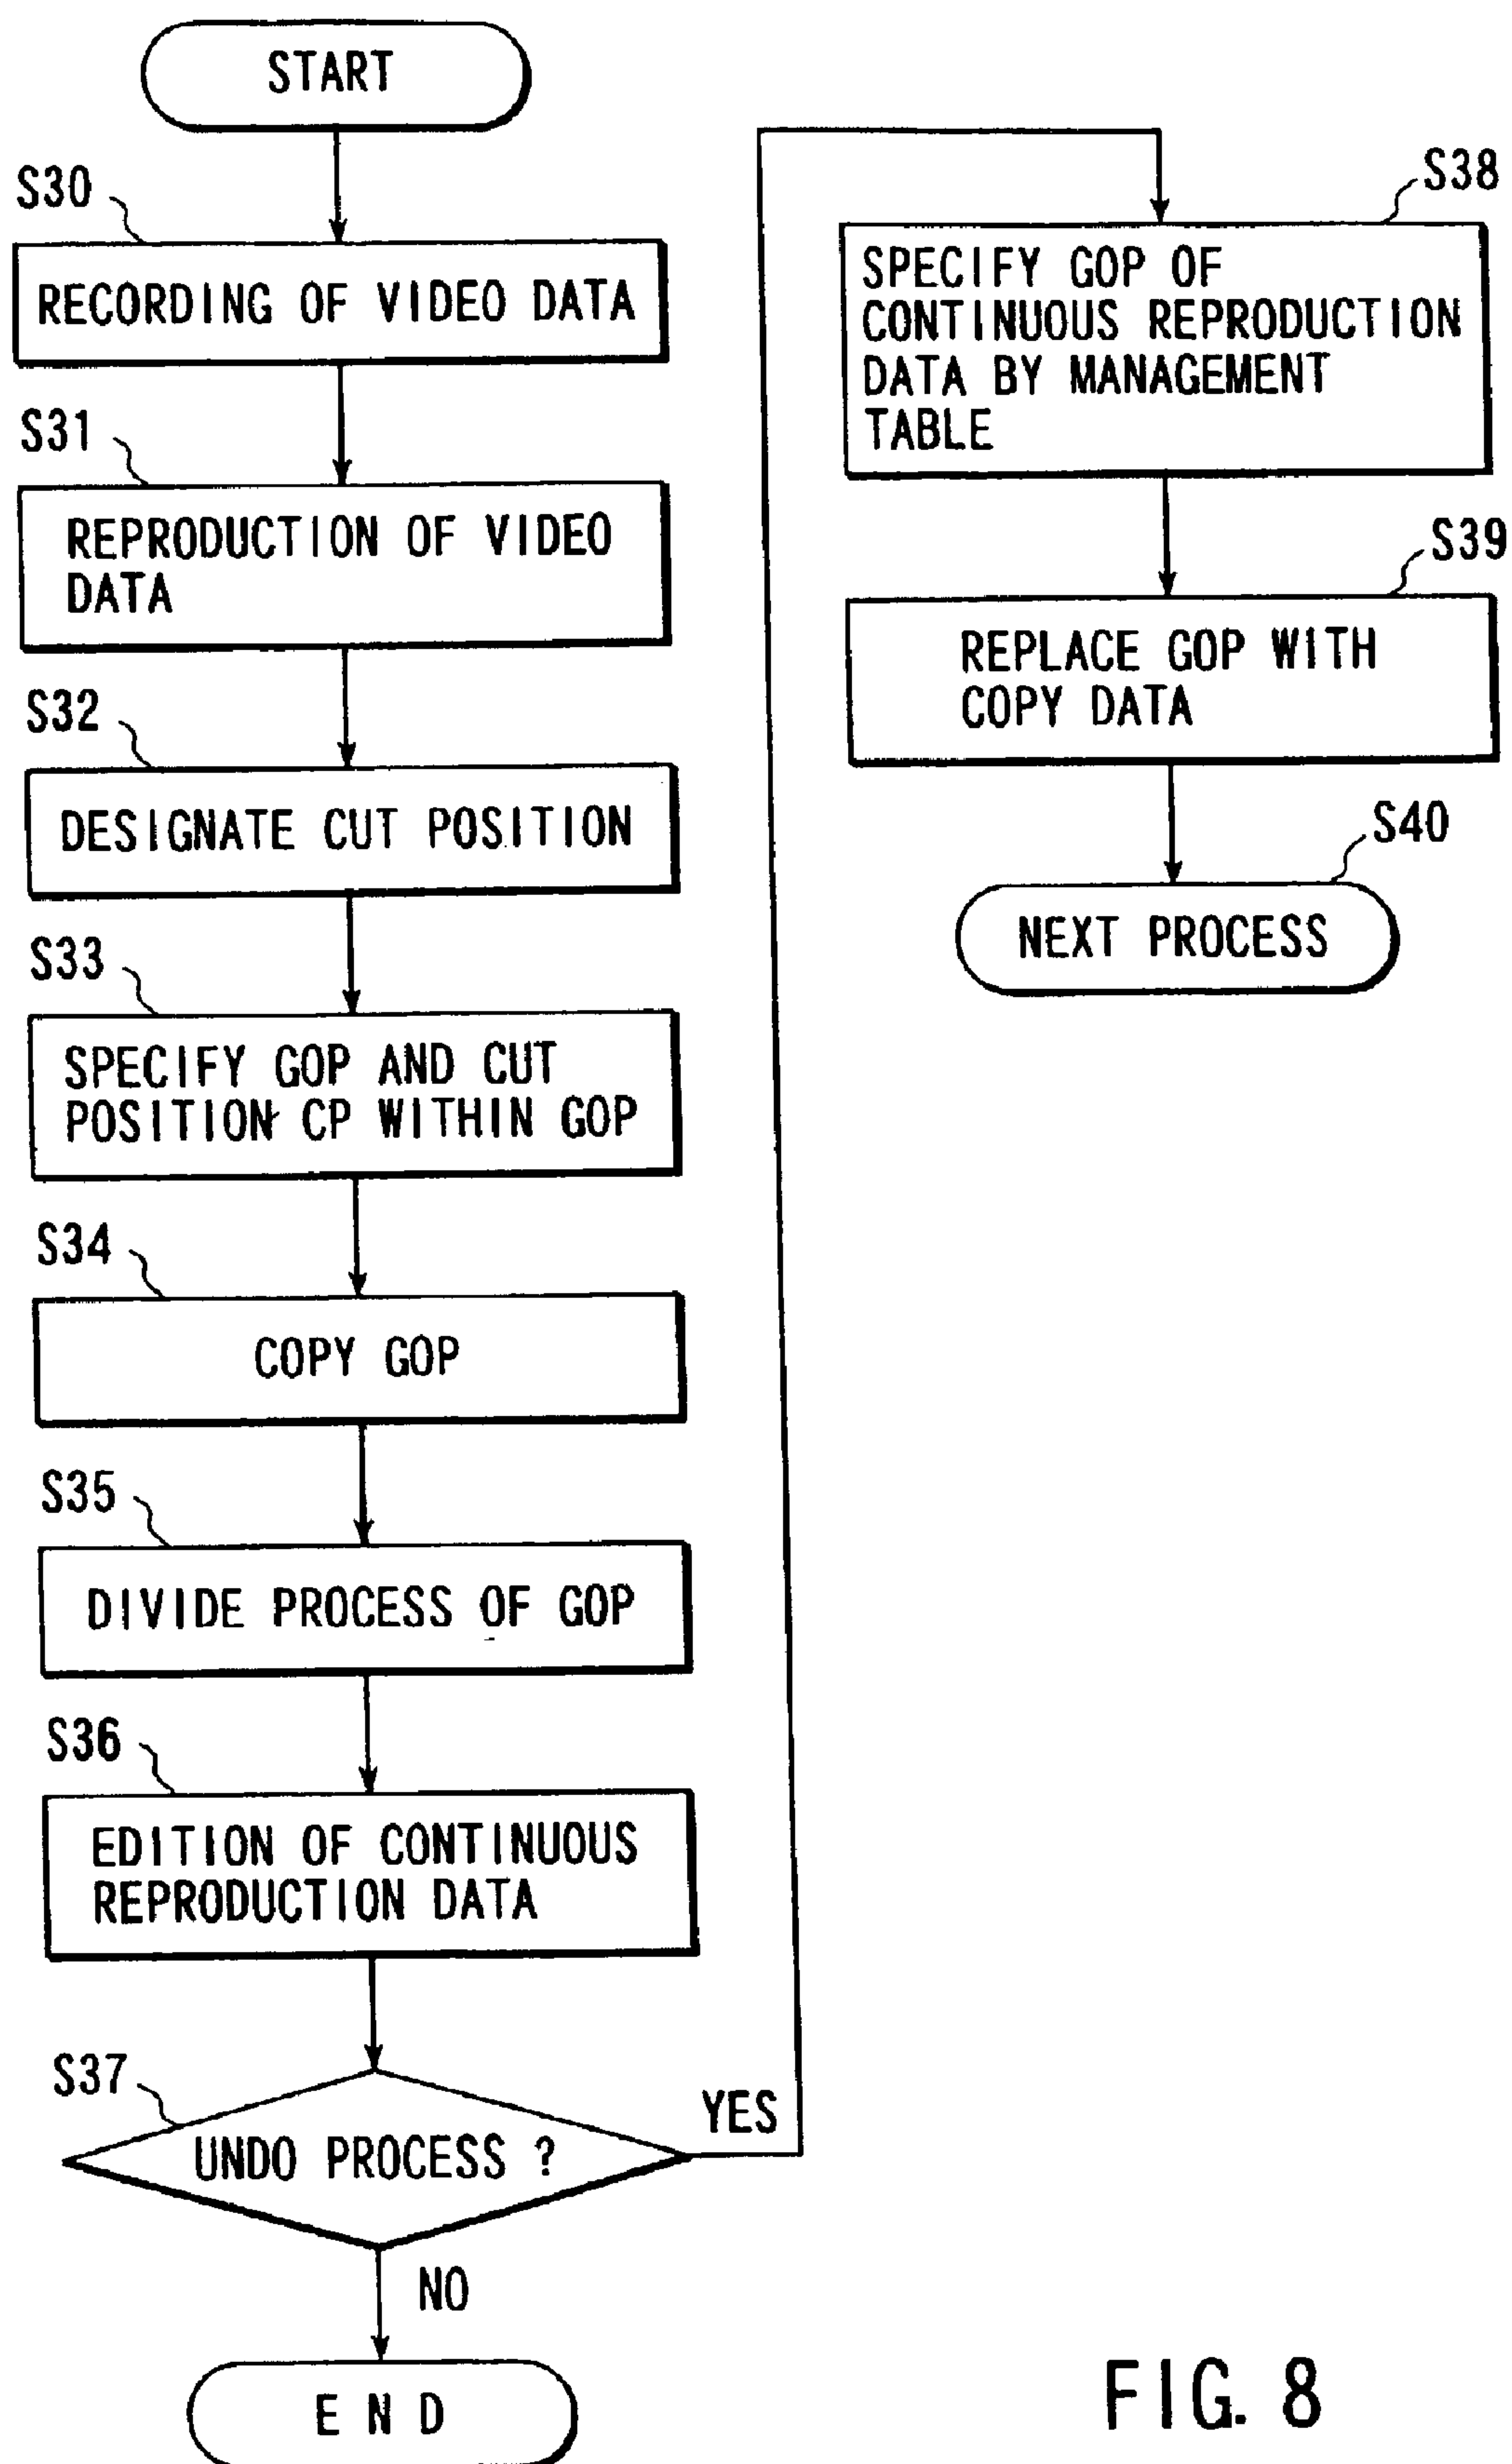 START
S30
RECORDING OF VIDEO DATA
S31
REPRODUCTION OF VIDEO
DATA
S32
DESIGNATE CUT POSITION
S33
SPECIFY GOP AND CUT
POSITION CP WITHIN GOP
S34
COPY GOP
S35
DIVIDE PROCESS OF GOP
S36
EDITION OF CONTINUOUS
REPRODUCTION DATA
S37
UNDO PROCESS ?
YES
NO
END
S38
SPECIFY GOP OF
CONTINUOUS REPRODUCTION
DATA BY MANAGEMENT
TABLE
S39
REPLACE GOP WITH
COPY DATA
S40
NEXT PROCESS
FIG. 8